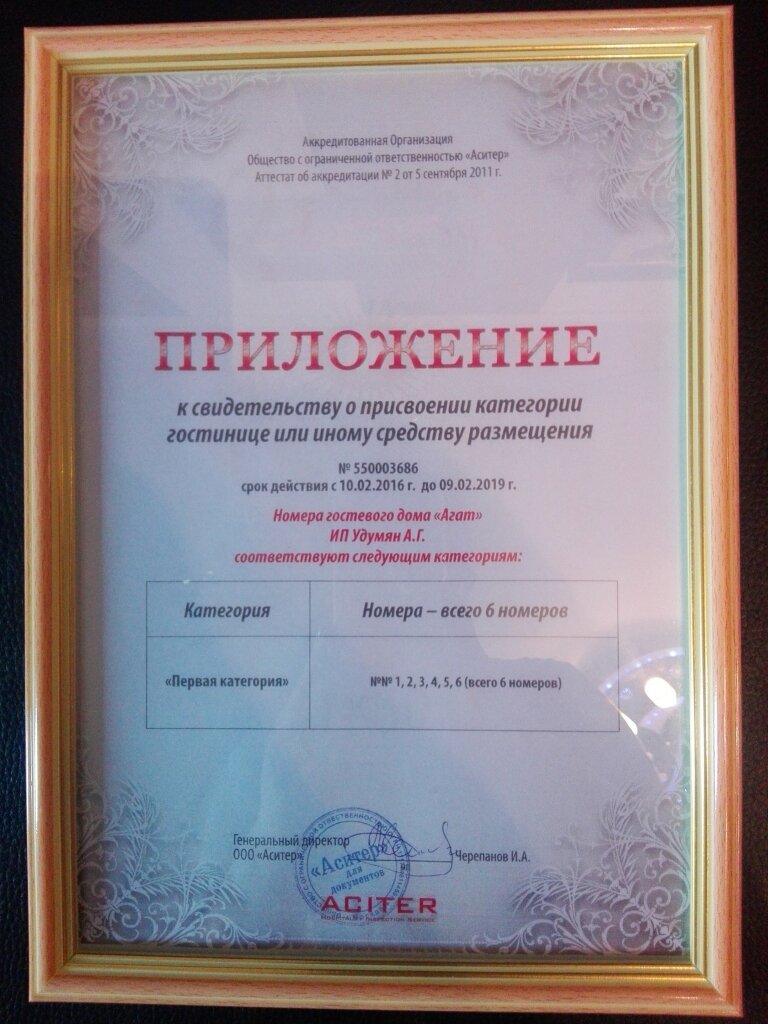 Аккредитованная Организация
Общество с ограниченной ответственностью «Аситер»
Аттестат об аккредитации № 2 от 5 сентября 2011 г.
ПРИЛОЖЕНИЕ
к свидетельству о присвоении категории
гостинице или иному средству размещения
№ 550003686
срок действия с 10.02.2016 г. до 09.02.2019 г.
Номера гостевого дома «Агат»
ИП Удумян А.Г.
соответствуют следующим категориям:
Категория Номера – всего 6 номеров
«Первая категория» №№ 1, 2, 3, 4, 5, 6 (всего 6 номеров)
Генеральный директор
ООО «Аситер» Черепанов И.А.
«Аситер»
для
документов
ACITER
Hospitality Inspection Service